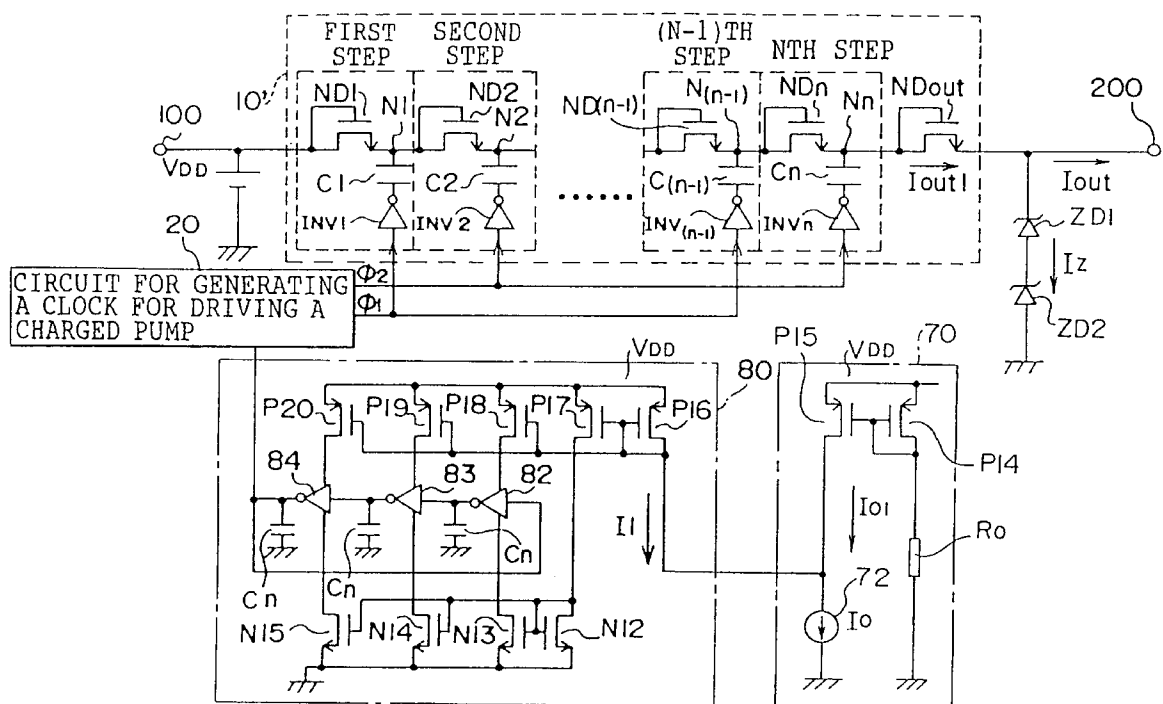 FIRST STEP
SECOND STEP
(N-1)TH STEP
NTH STEP
10'
ND1
N1
ND2
N2
ND(n-1)
N(n-1)
NDn
Nn
NDout
200
100
VDD
C1
C2
C(n-1)
Cn
Iout1
Iout
INV1
INV2
INV(n-1)
INVn
ZD1
Iz
ZD2
20
CIRCUIT FOR GENERATING
A CLOCK FOR DRIVING A
CHARGED PUMP
Φ2
Φ1
VDD
80
P15
VDD
70
P20
P19
P18
P17
P16
P14
84
83
82
I1
I01
Ro
Cn
Cn
Cn
72
Io
N15
N14
N13
N12